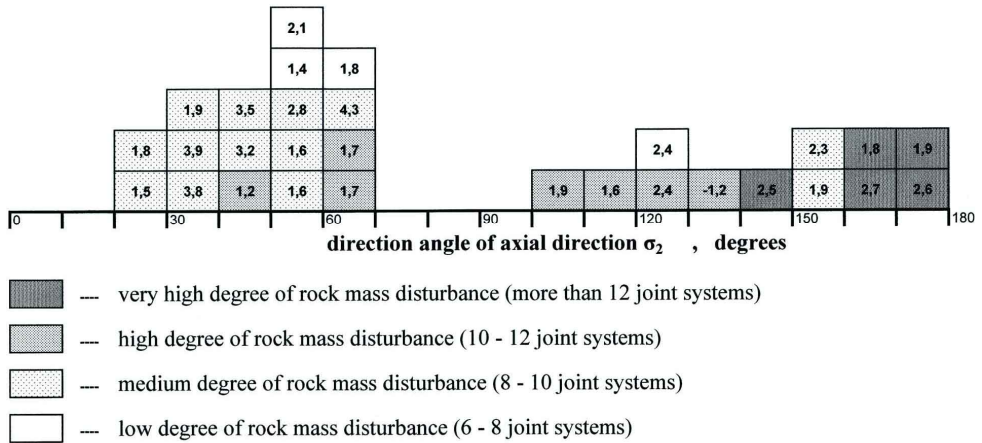 2,1
1,4 1,8
1,9 3,5 2,8 4,3
1,8 3,9 3,2 1,6 1,7 2,4 2,3 1,8 1,9
1,5 3,8 1,2 1,6 1,7 1,9 1,6 2,4 -1,2 2,5 1,9 2,7 2,6
0 30 60 90 120 150 180
direction angle of axial direction σ₂ , degrees
---- very high degree of rock mass disturbance (more than 12 joint systems)
---- high degree of rock mass disturbance (10 - 12 joint systems)
---- medium degree of rock mass disturbance (8 - 10 joint systems)
---- low degree of rock mass disturbance (6 - 8 joint systems)